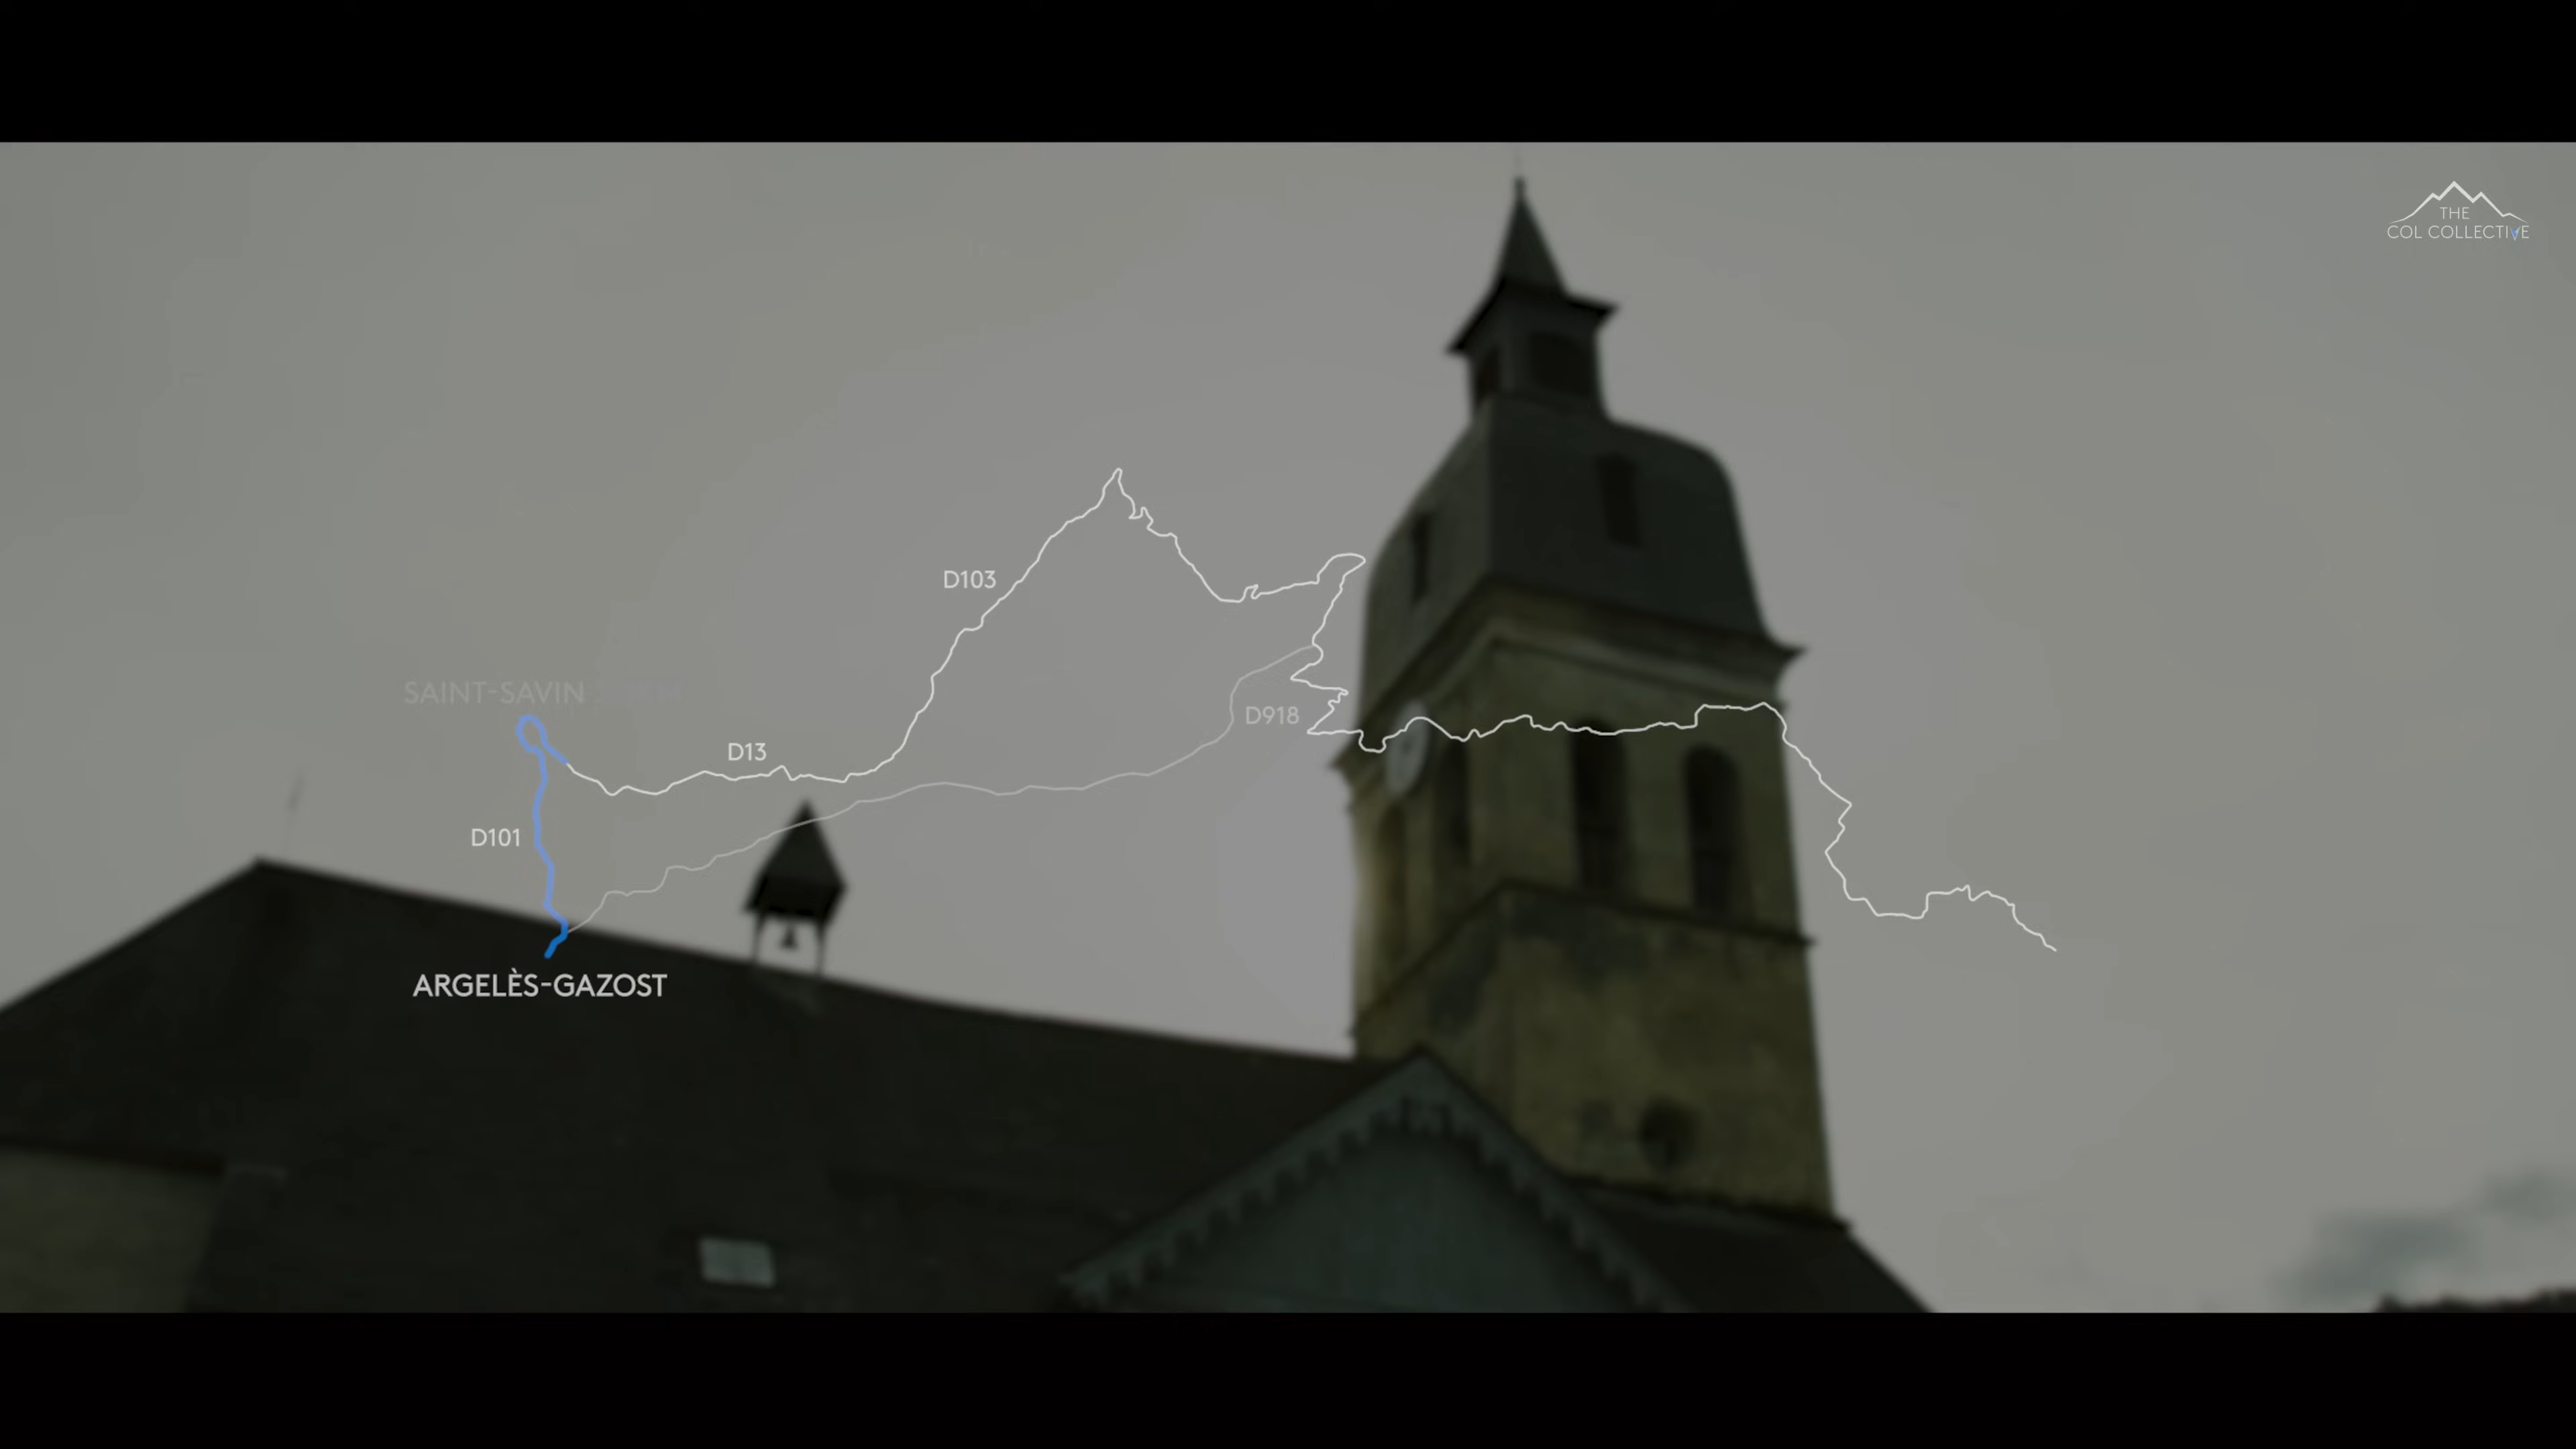 THE
COL COLLECTIVE
D103
SAINT-SAVIN
D918
D13
D101
ARGELÈS-GAZOST